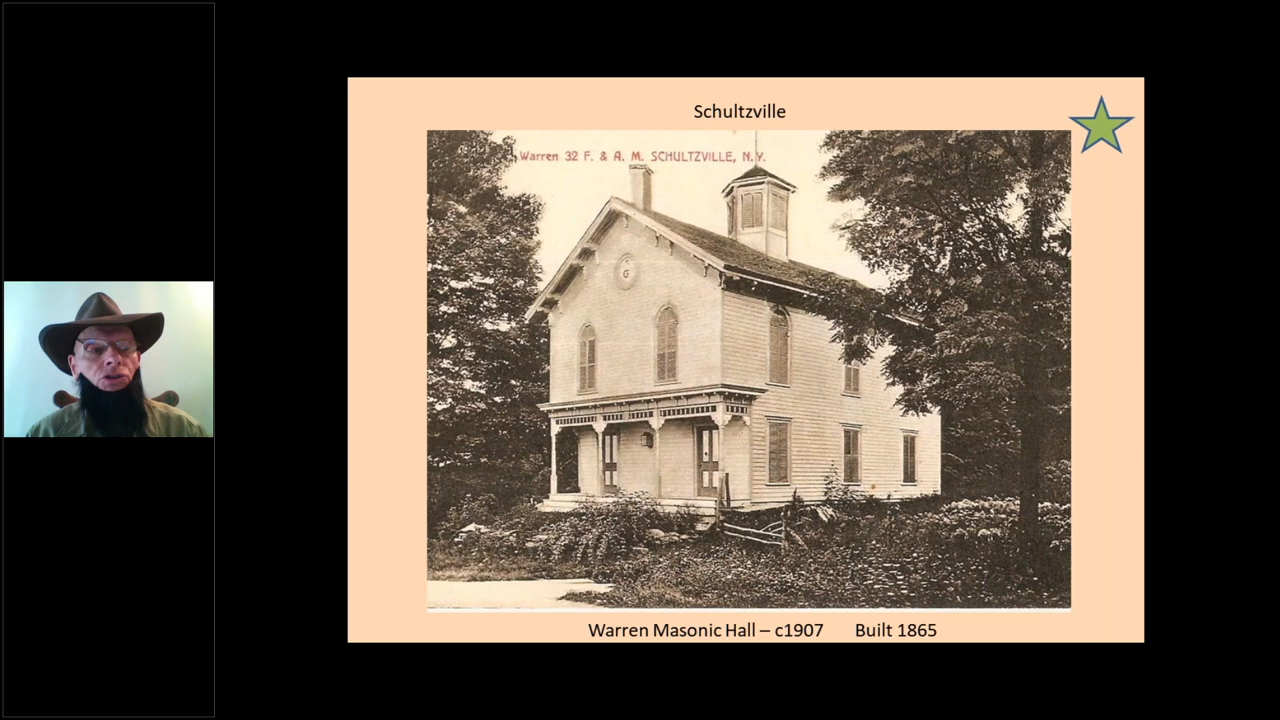 Schultzville
Warren 32 F. & A. M. SCHULTZVILLE, N.Y.
G
Warren Masonic Hall – c1907 Built 1865